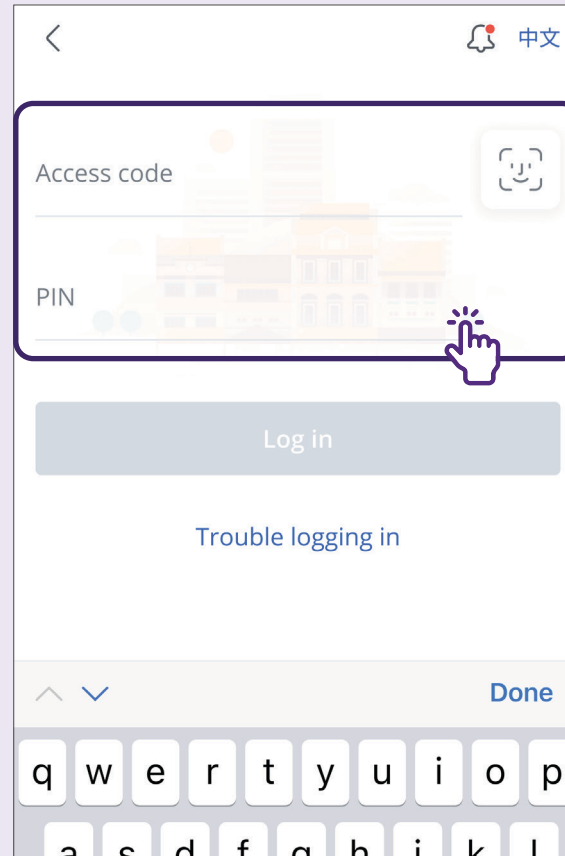 中文
Access code
PIN
Log in
Trouble logging in
Done
q w e r t y u i o p
a s d f g h j k l